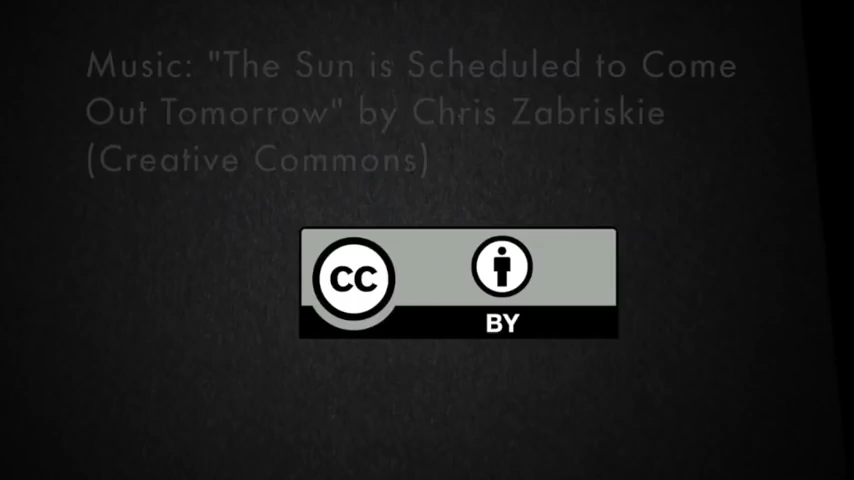 Music: "The Sun is Scheduled to Come
Out Tomorrow" by Chris Zabriskie
(Creative Commons)
CC
BY